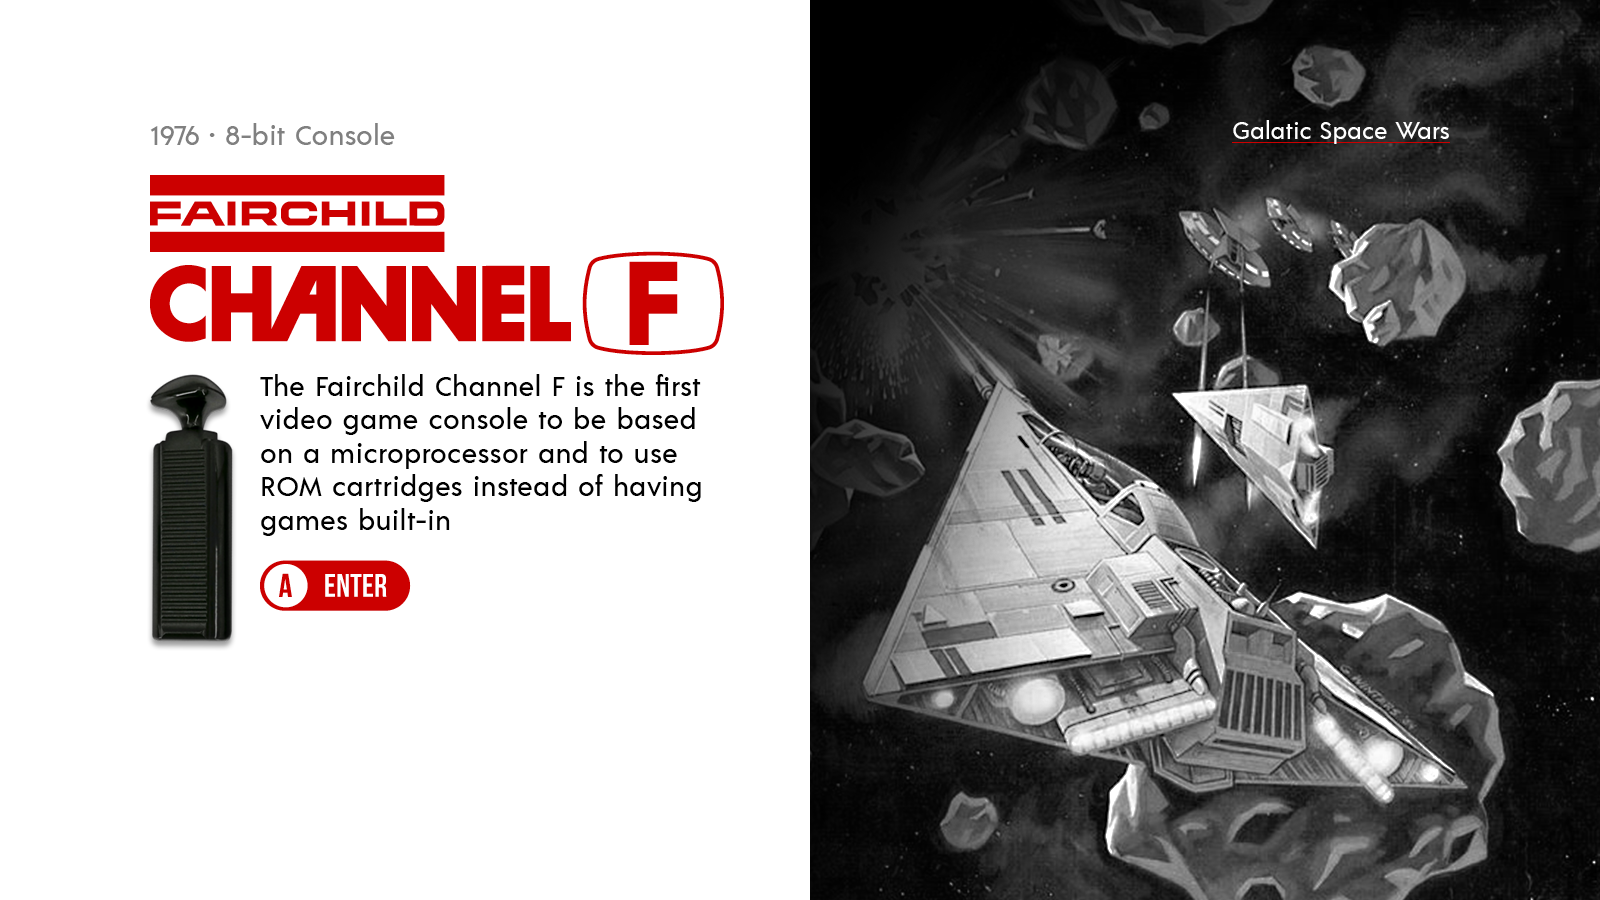 1976 · 8-bit Console
FAIRCHILD
CHANNEL F
The Fairchild Channel F is the first
video game console to be based
on a microprocessor and to use
ROM cartridges instead of having
games built-in
A ENTER
Galatic Space Wars